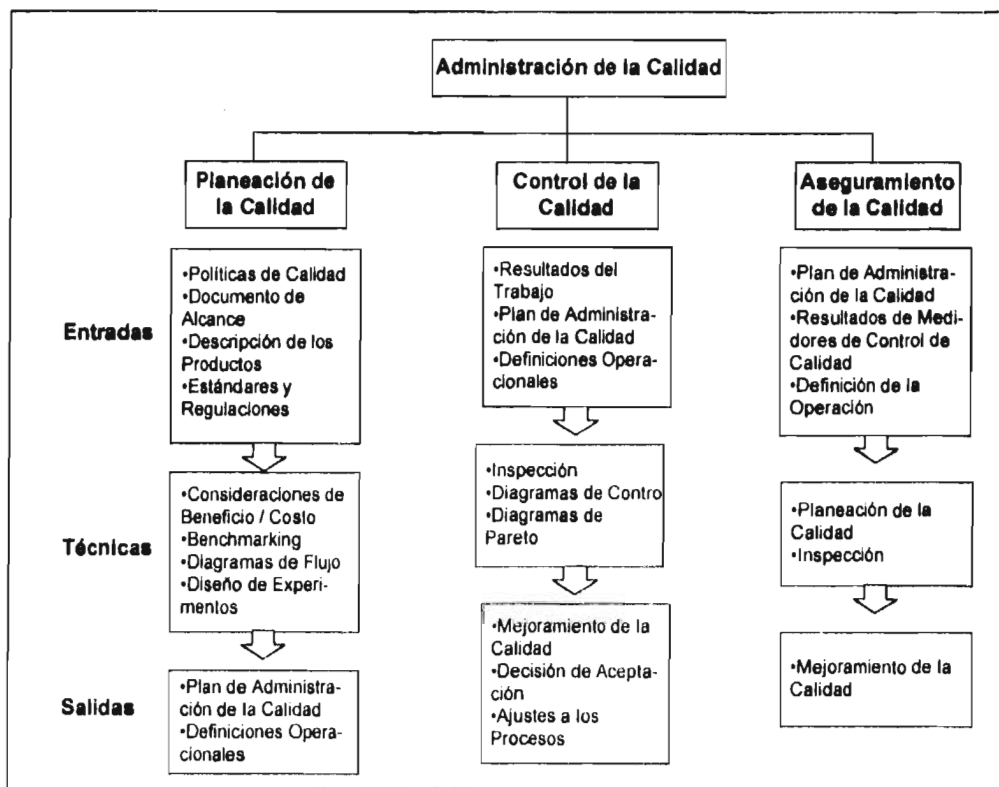 Administración de la Calidad
Planeación de
la Calidad
Control de la
Calidad
Aseguramiento
de la Calidad
Entradas
•Políticas de Calidad
•Documento de
Alcance
•Descripción de los
Productos
•Estándares y
Regulaciones
•Resultados del
Trabajo
•Plan de Administra-
ción de la Calidad
•Definiciones Opera-
cionales
•Plan de Administra-
ción de la Calidad
•Resultados de Medi
dores de Control de
Calidad
•Definición de la
Operación
Técnicas
•Consideraciones de
Beneficio / Costo
•Benchmarking
•Diagramas de Flujo
•Diseño de Experi-
mentos
•Inspección
•Diagramas de Contro
•Diagramas de
Pareto
•Planeación de la
Calidad
•Inspección
Salidas
•Plan de Administra-
ción de la Calidad
•Definiciones Opera-
cionales
•Mejoramiento de la
Calidad
•Decisión de Acepta-
ción
•Ajustes a los
Procesos
•Mejoramiento de la
Calidad